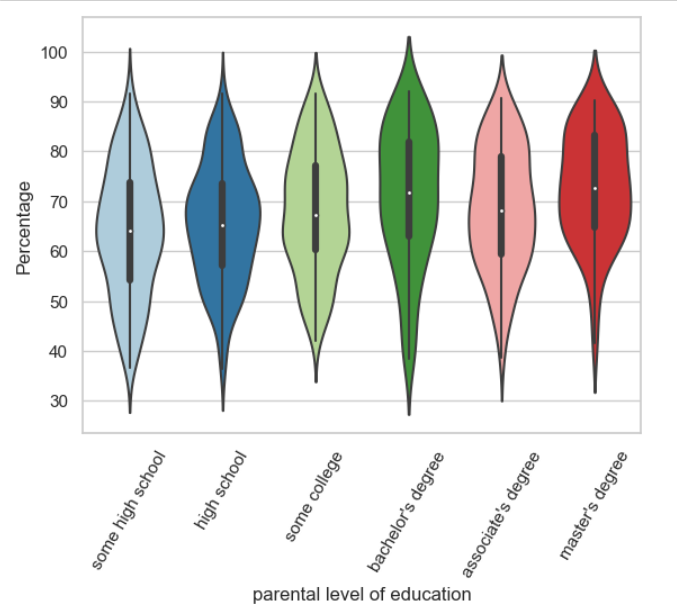 100
90
80
70
60
50
40
30
Percentage
some high school
high school
some college
bachelor's degree
associate's degree
master's degree
parental level of education